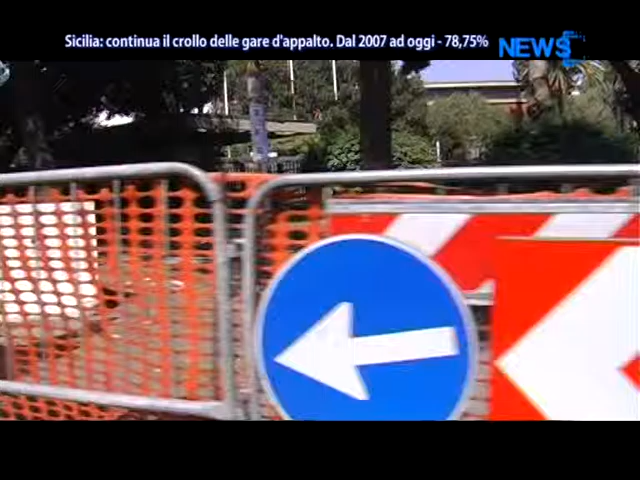 Sicilia: continua il crollo delle gare d'appalto. Dal 2007 ad oggi - 78,75%
NEWS